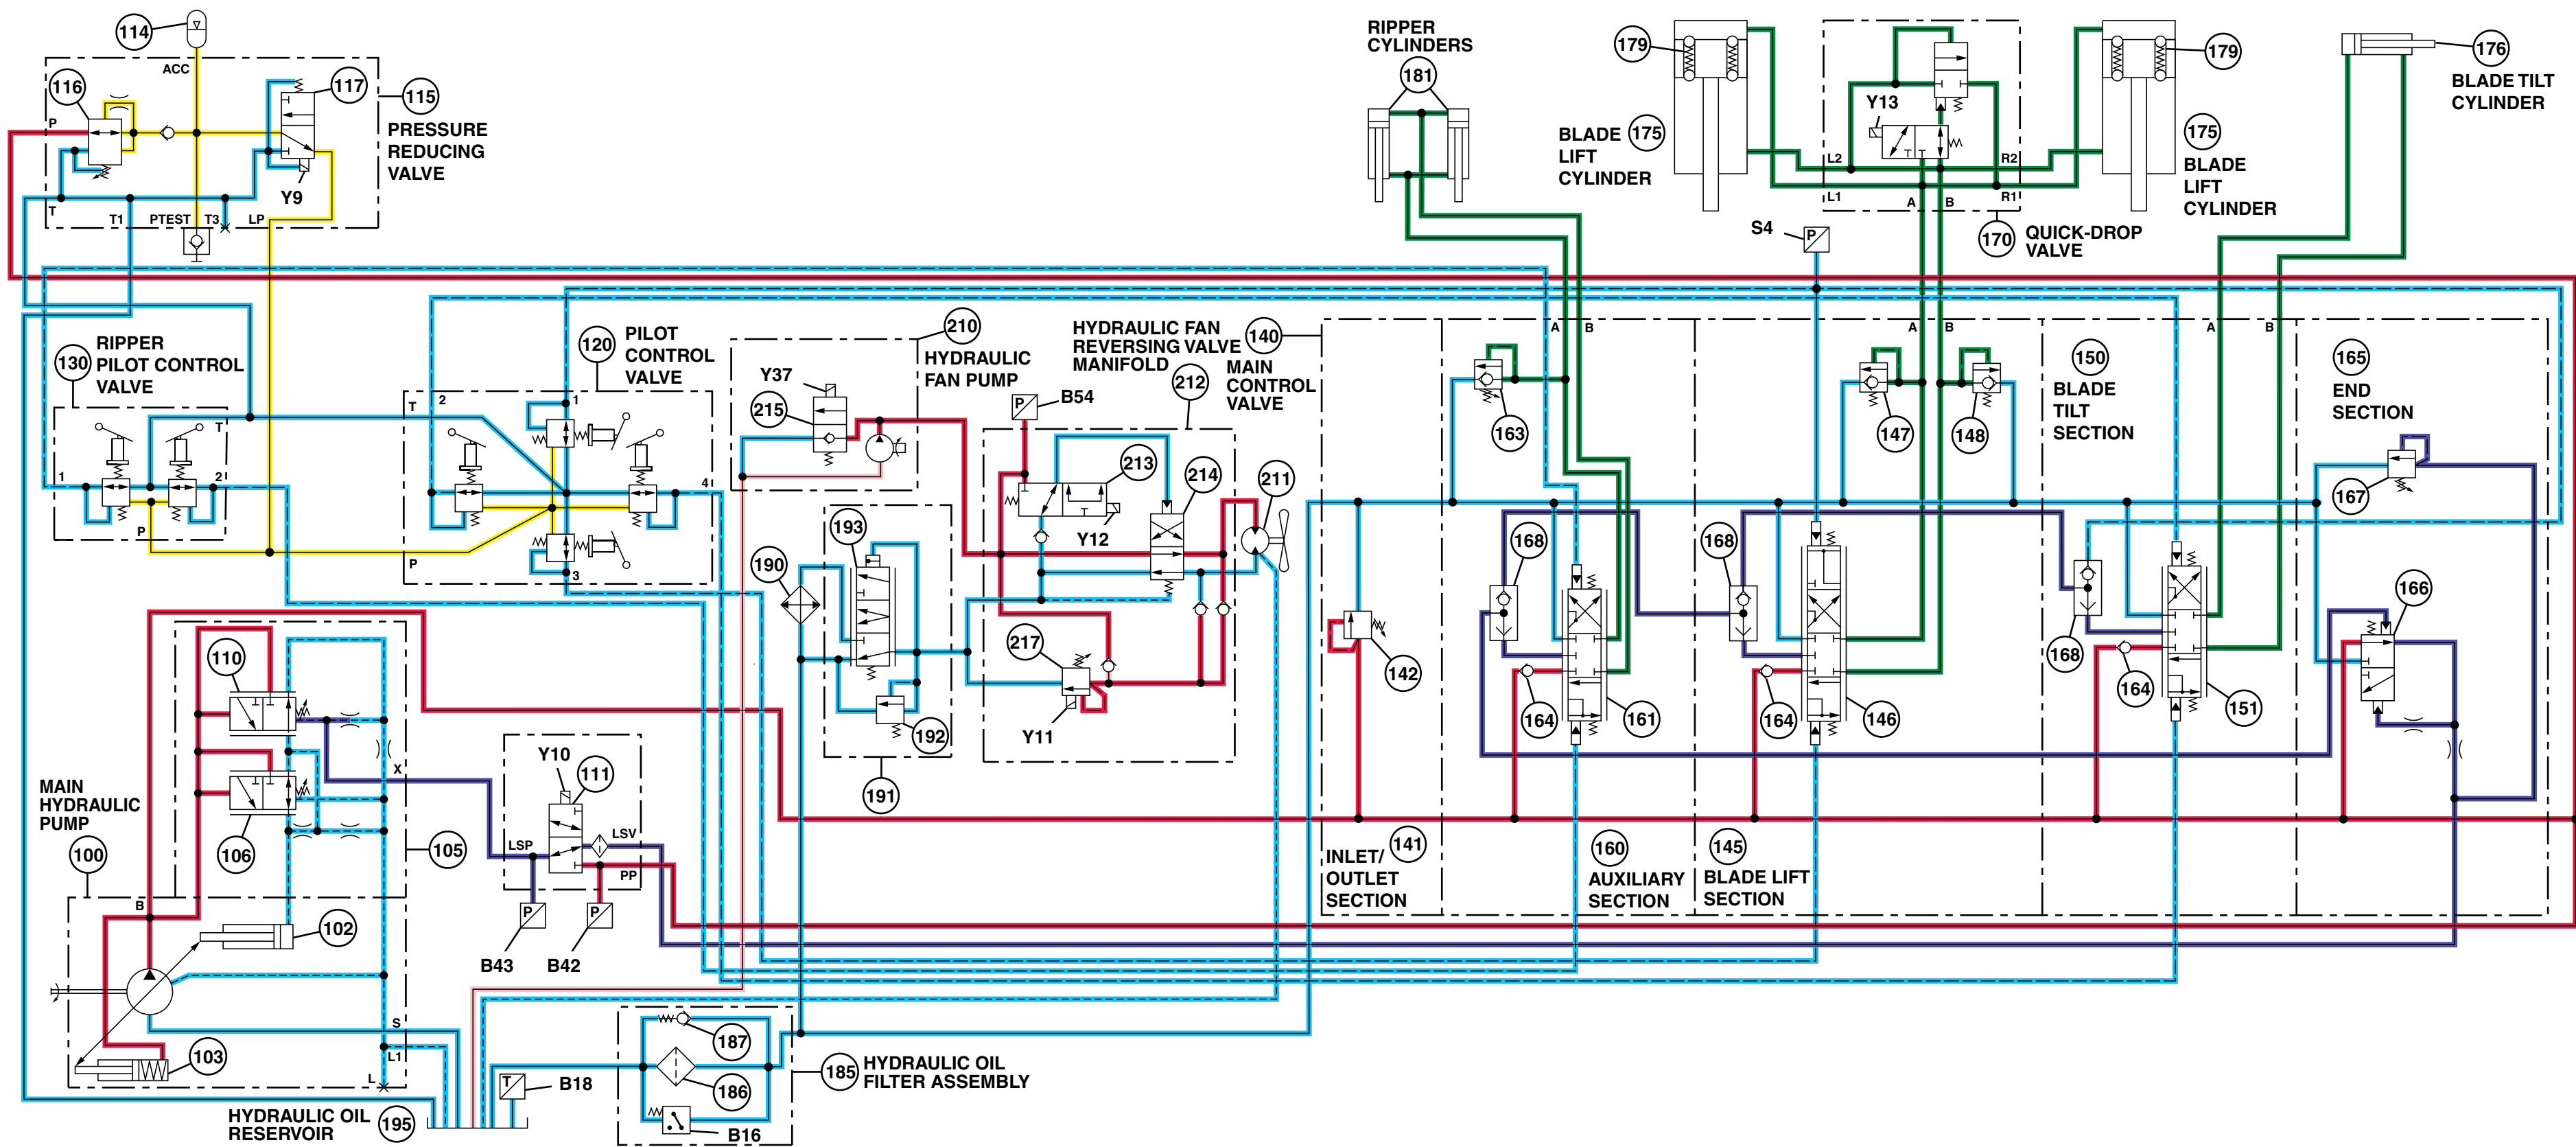 114
ACC
116
117
115
PRESSURE
REDUCING
VALVE
P
Y9
T
T1
PTEST
T3
LP
RIPPER
CYLINDERS
181
179
BLADE
LIFT
CYLINDER
175
Y13
L2
R2
L1
R1
A
B
170
QUICK-DROP
VALVE
S4
P
179
175
BLADE
LIFT
CYLINDER
176
BLADE TILT
CYLINDER
130
RIPPER
PILOT CONTROL
VALVE
T
1
2
P
120
PILOT
CONTROL
VALVE
T
2
1
4
P
3
210
HYDRAULIC
FAN PUMP
Y37
215
HYDRAULIC FAN
REVERSING VALVE
MANIFOLD
212
P
B54
213
214
Y12
211
217
Y11
140
MAIN
CONTROL
VALVE
A
B
A
B
A
B
163
147
148
150
BLADE
TILT
SECTION
165
END
SECTION
167
168
168
168
166
142
164
161
164
146
164
151
141
INLET/
OUTLET
SECTION
160
AUXILIARY
SECTION
145
BLADE LIFT
SECTION
190
193
192
191
110
106
X
105
MAIN
HYDRAULIC
PUMP
100
B
102
103
S
L1
L
Y10
111
LSP
LSV
PP
P
P
B43
B42
HYDRAULIC OIL
RESERVOIR
195
T
B18
187
186
B16
185
HYDRAULIC OIL
FILTER ASSEMBLY